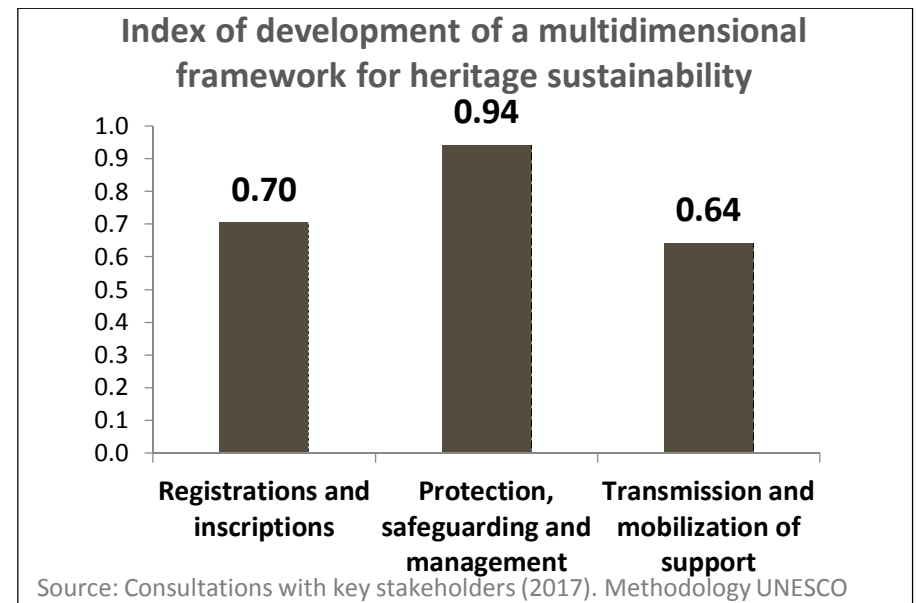 Index of development of a multidimensional
framework for heritage sustainability
0.94
1.0
0.9
0.8
0.70
0.7
0.64
0.6
0.5
0.4
0.3
0.2
0.1
0.0
Registrations and
inscriptions
Protection,
safeguarding and
management
Transmission and
mobilization of
support
Source: Consultations with key stakeholders (2017). Methodology UNESCO